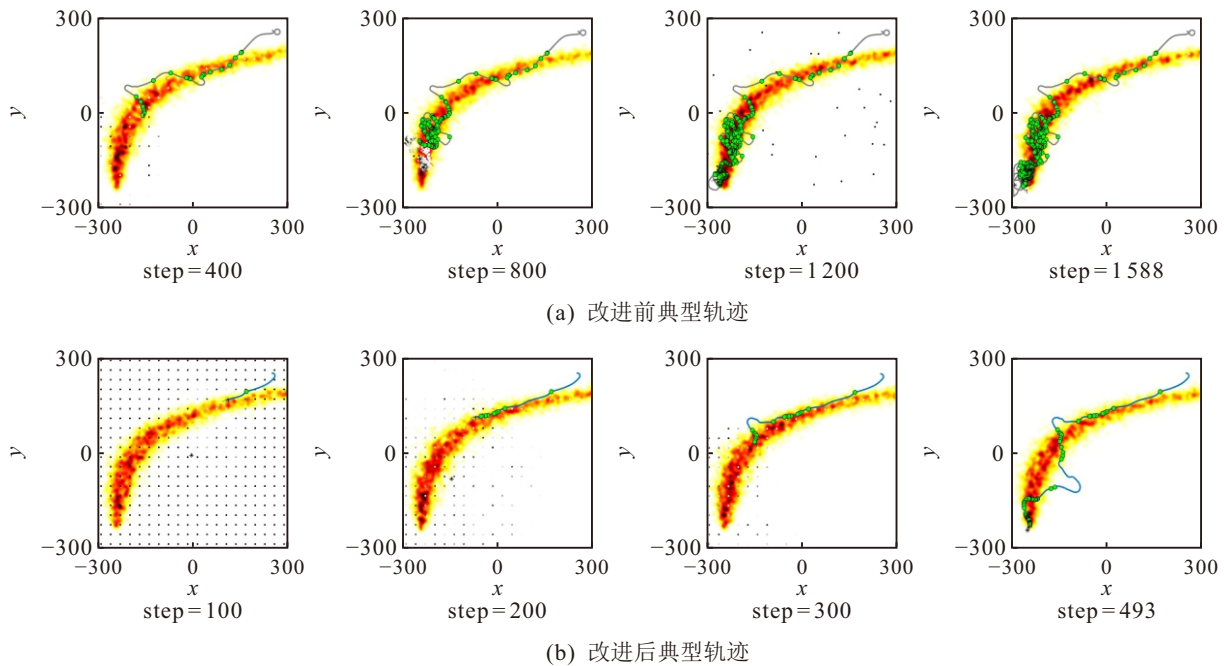 300 300 300 300
y 0 y 0 y 0 y 0
−300 −300 −300 −300
−300 0 300 −300 0 300 −300 0 300 −300 0 300
x x x x
step=400 step=800 step=1 200 step=1 588
(a) 改进前典型轨迹
300 300 300 300
y 0 y 0 y 0 y 0
−300 −300 −300 −300
−300 0 300 −300 0 300 −300 0 300 −300 0 300
x x x x
step=100 step=200 step=300 step=493
(b) 改进后典型轨迹